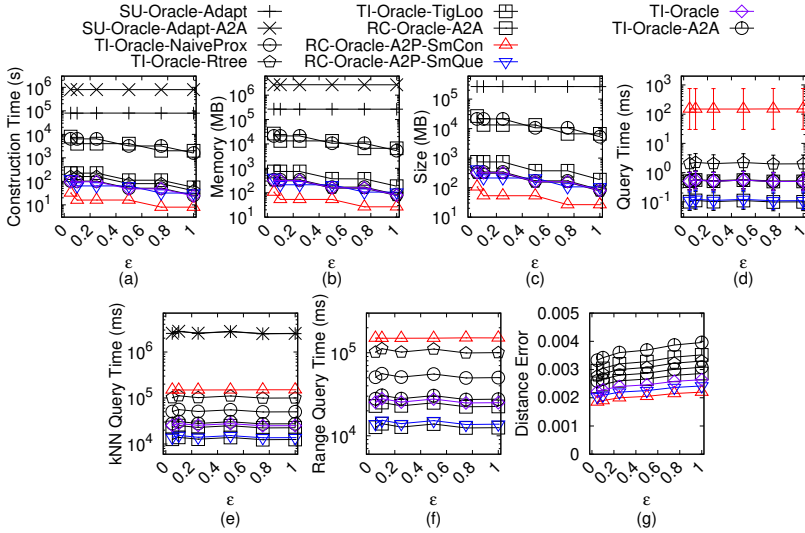 SU-Oracle-Adapt
TI-Oracle-TigLoo
TI-Oracle
SU-Oracle-Adapt-A2A
RC-Oracle-A2A
TI-Oracle-A2A
TI-Oracle-NaiveProx
RC-Oracle-A2P-SmCon
TI-Oracle-Rtree
RC-Oracle-A2P-SmQue
Construction Time (s)
10^6
10^5
10^4
10^3
10^2
10^1
0 0.2 0.4 0.6 0.8 1
ε
(a)
Memory (MB)
10^6
10^5
10^4
10^3
10^2
10^1
0 0.2 0.4 0.6 0.8 1
ε
(b)
Size (MB)
10^5
10^4
10^3
10^2
10^1
0 0.2 0.4 0.6 0.8 1
ε
(c)
Query Time (ms)
10^3
10^2
10^1
10^0
10^-1
0 0.2 0.4 0.6 0.8 1
ε
(d)
kNN Query Time (ms)
10^6
10^5
10^4
0 0.2 0.4 0.6 0.8 1
ε
(e)
Range Query Time (ms)
10^5
10^4
0 0.2 0.4 0.6 0.8 1
ε
(f)
Distance Error
0.005
0.004
0.003
0.002
0.001
0
0 0.2 0.4 0.6 0.8 1
ε
(g)